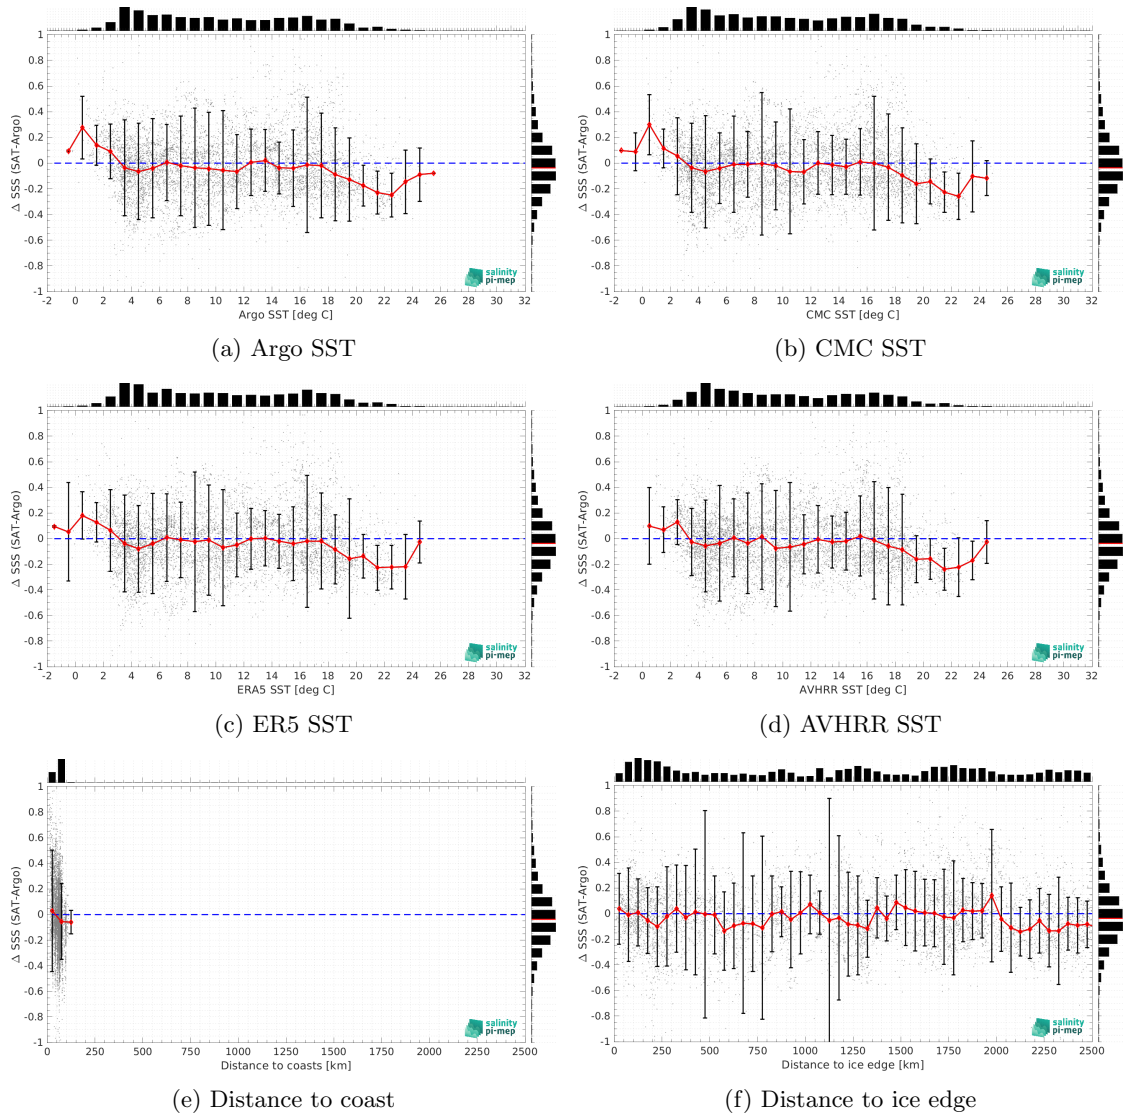 1
0.8
0.6
0.4
0.2
0
-0.2
-0.4
-0.6
-0.8
-1
Δ SSS (SAT-Argo)
salinity
pi-mep
-2 0 2 4 6 8 10 12 14 16 18 20 22 24 26 28 30 32
Argo SST [deg C]
(a) Argo SST
1
0.8
0.6
0.4
0.2
0
-0.2
-0.4
-0.6
-0.8
-1
Δ SSS (SAT-Argo)
salinity
pi-mep
-2 0 2 4 6 8 10 12 14 16 18 20 22 24 26 28 30 32
CMC SST [deg C]
(b) CMC SST
1
0.8
0.6
0.4
0.2
0
-0.2
-0.4
-0.6
-0.8
-1
Δ SSS (SAT-Argo)
salinity
pi-mep
-2 0 2 4 6 8 10 12 14 16 18 20 22 24 26 28 30 32
ERA5 SST [deg C]
(c) ER5 SST
1
0.8
0.6
0.4
0.2
0
-0.2
-0.4
-0.6
-0.8
-1
Δ SSS (SAT-Argo)
salinity
pi-mep
-2 0 2 4 6 8 10 12 14 16 18 20 22 24 26 28 30 32
AVHRR SST [deg C]
(d) AVHRR SST
1
0.8
0.6
0.4
0.2
0
-0.2
-0.4
-0.6
-0.8
-1
Δ SSS (SAT-Argo)
salinity
pi-mep
0 250 500 750 1000 1250 1500 1750 2000 2250 2500
Distance to coasts [km]
(e) Distance to coast
1
0.8
0.6
0.4
0.2
0
-0.2
-0.4
-0.6
-0.8
-1
Δ SSS (SAT-Argo)
salinity
pi-mep
0 250 500 750 1000 1250 1500 1750 2000 2250 2500
Distance to ice edge [km]
(f) Distance to ice edge